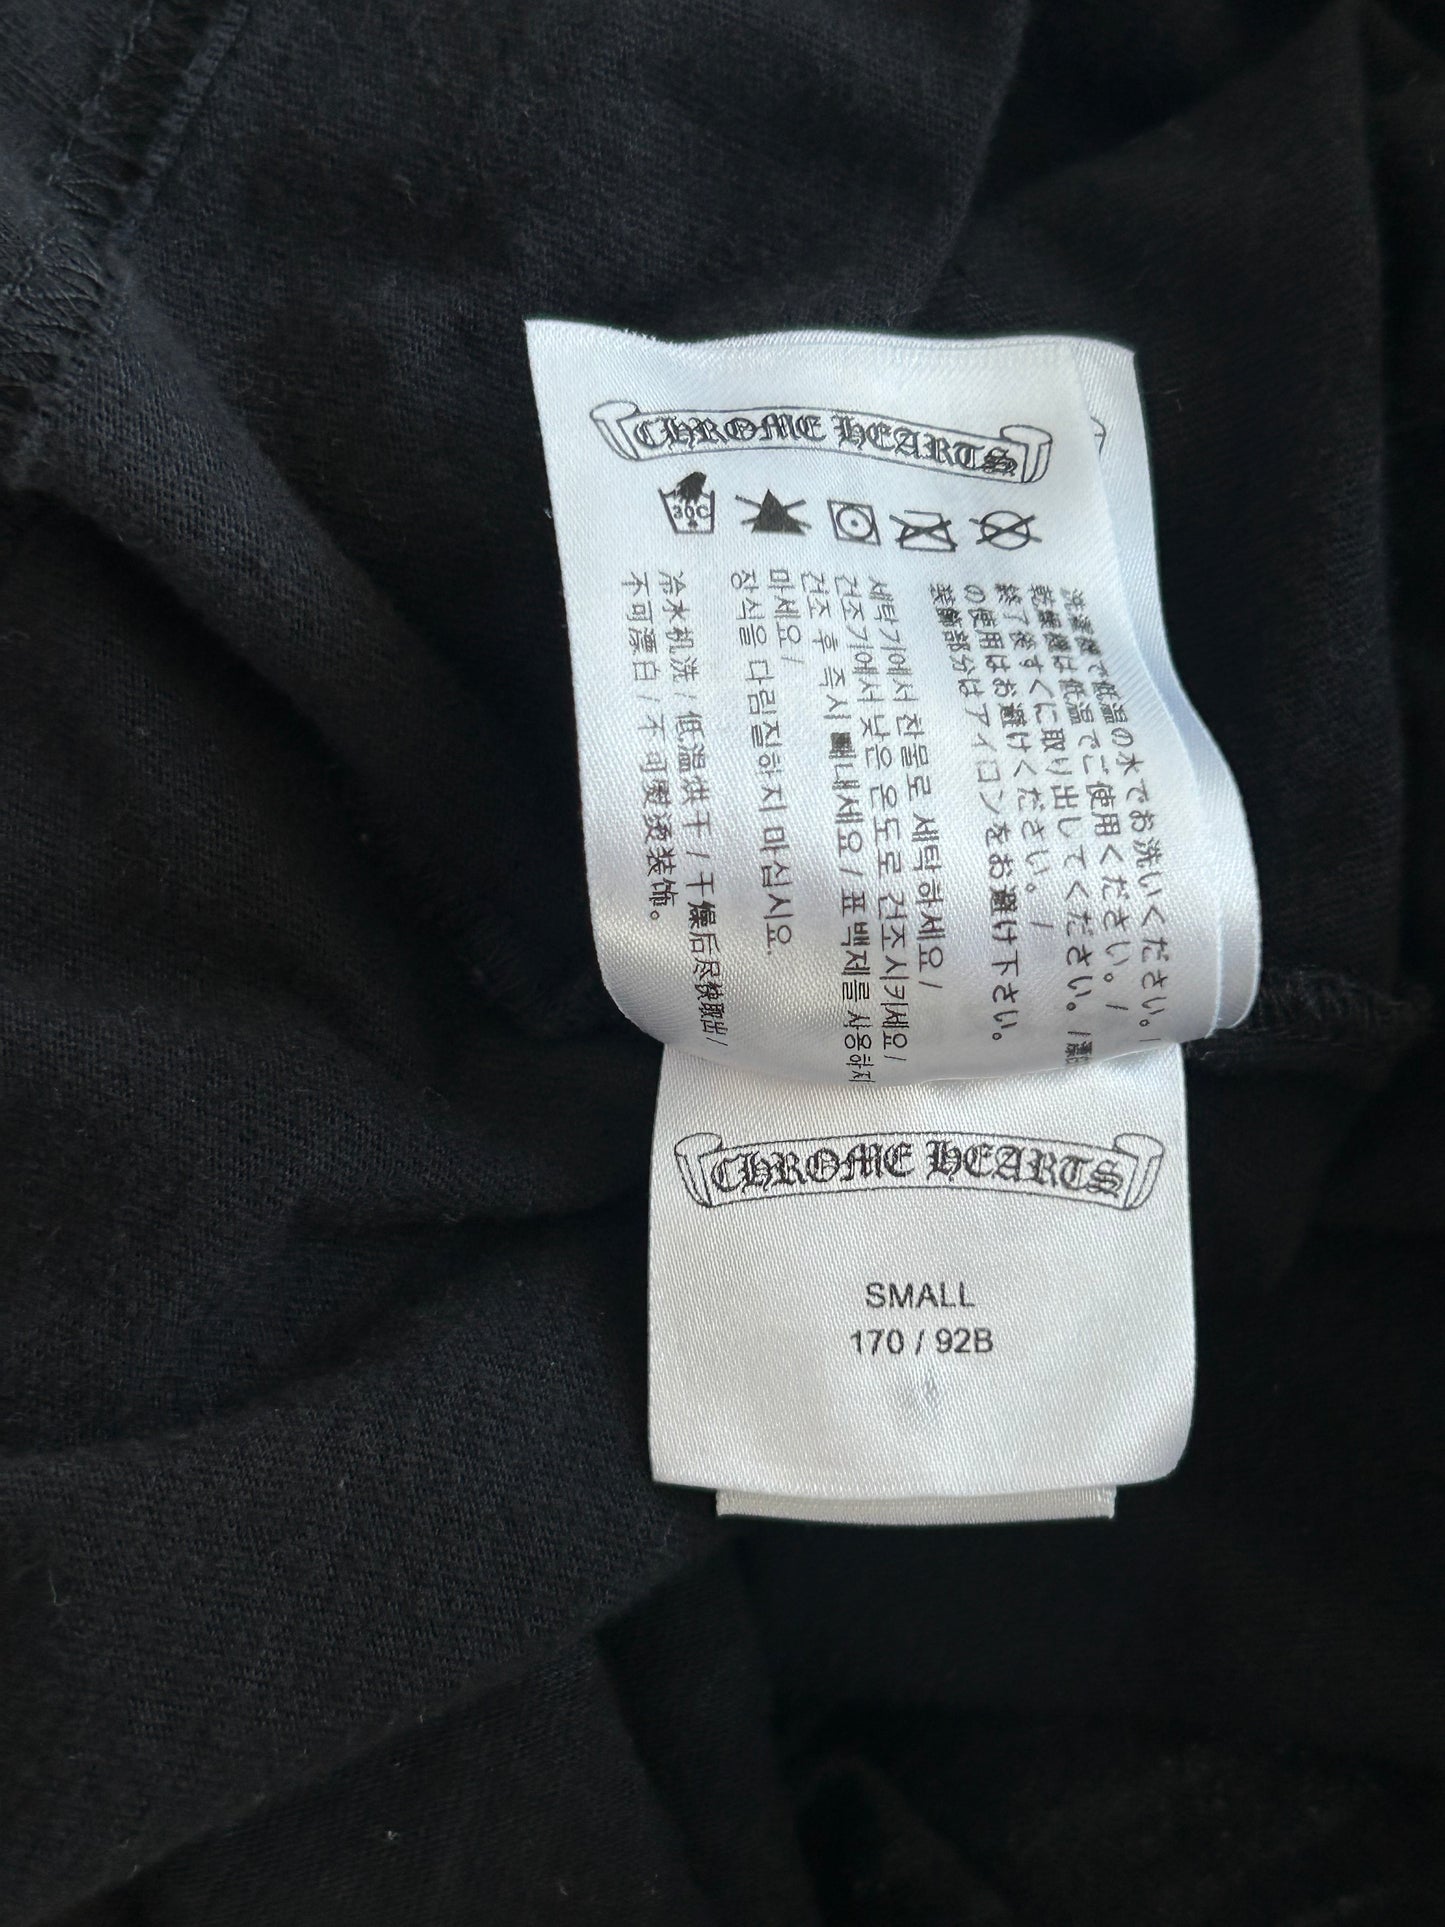 CHROME HEARTS
30C
洗濯機で低温の水でお洗いください。/
乾燥機は低温でご使用ください。/
終了後すぐに取り出してください。/漂
の使用はお避けください。/
装飾部分はアイロンをお避け下さい。
세탁기에서 찬물로 세탁하세요/
건조기에서 낮은 온도로 건조시키세요/
건조 후 즉시 빼내세요/표백제를 사용하지
마세요/
장식을 다림질하지 마십시오.
冷水机洗/低温烘干/干燥后尽快取出/
不可漂白/不可熨烫装饰。
CHROME HEARTS
SMALL
170 / 92B